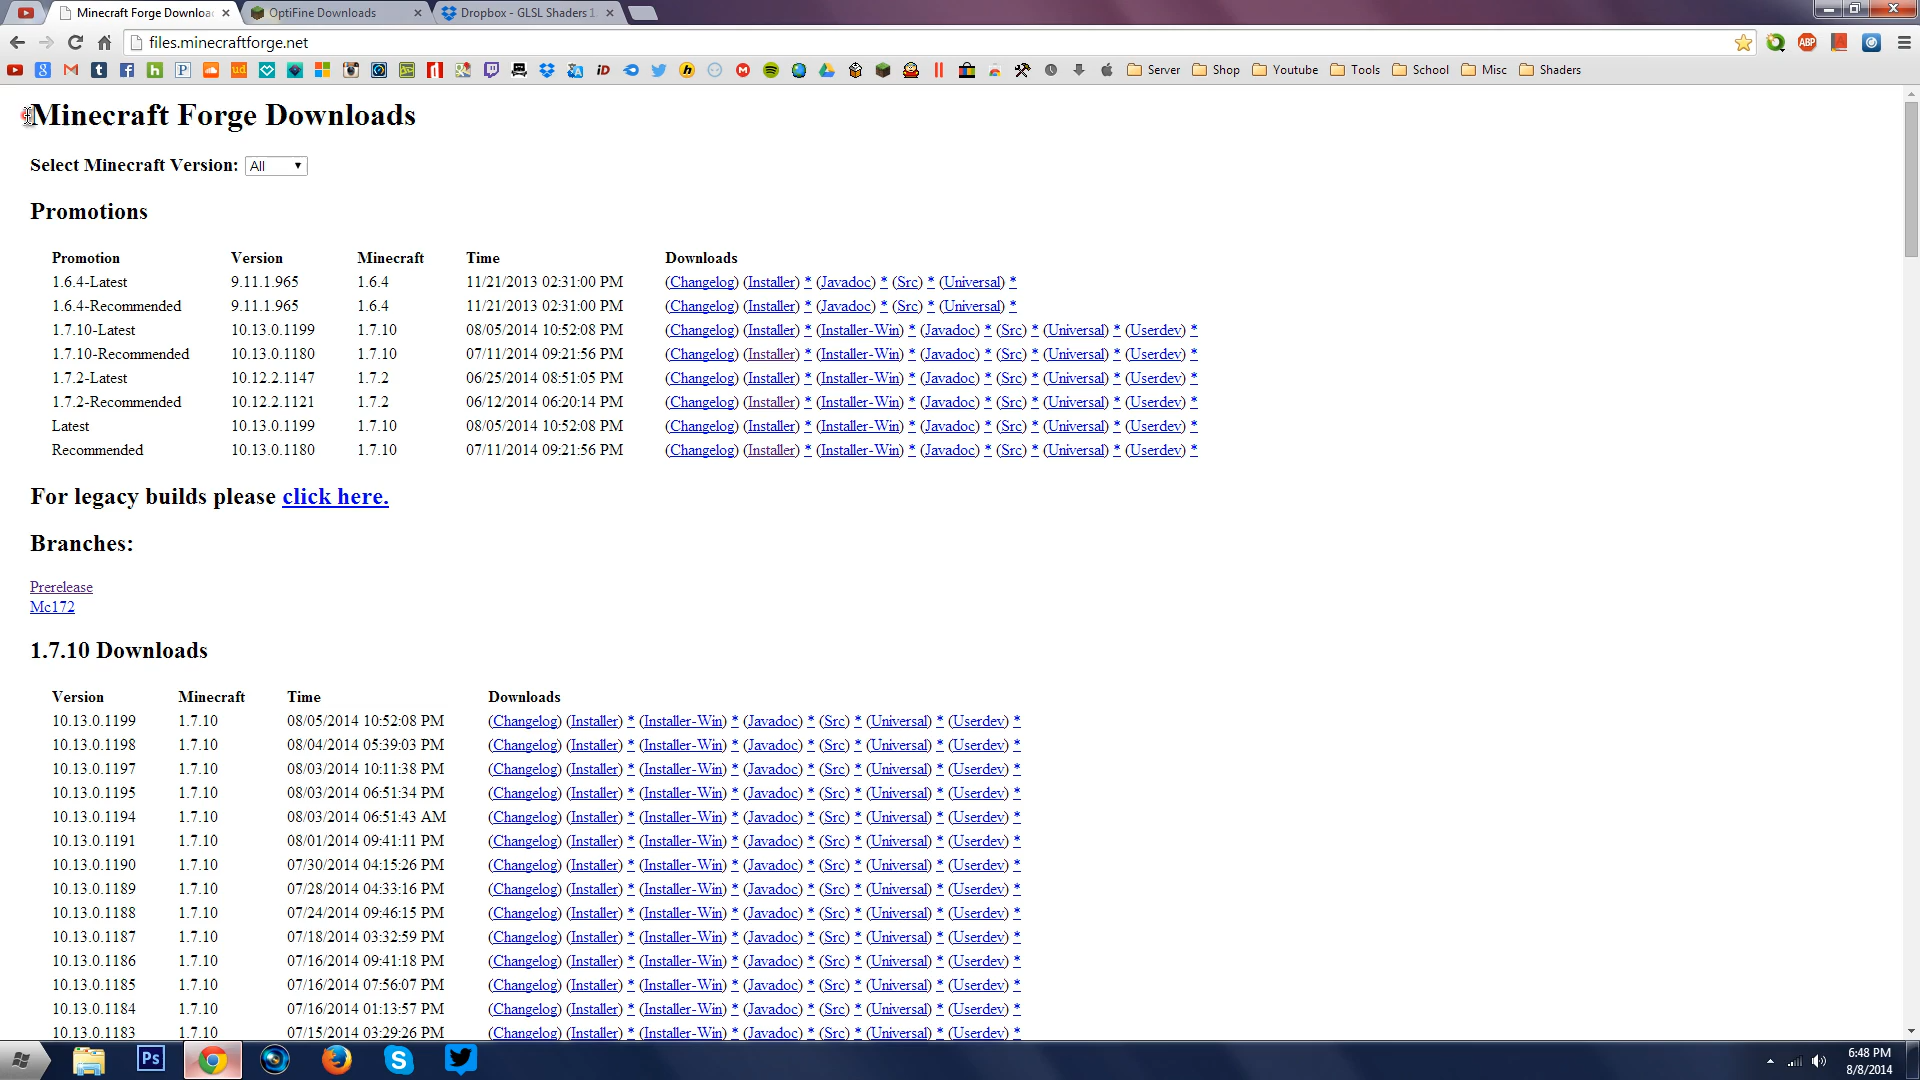 Minecraft Forge Downloa
OptiFine Downloads
Dropbox - GLSL Shaders 1
files.minecraftforge.net
ABP
Server Shop Youtube Tools School Misc Shaders
Minecraft Forge Downloads
Select Minecraft Version: All
Promotions
Promotion Version Minecraft Time Downloads
1.6.4-Latest 9.11.1.965 1.6.4 11/21/2013 02:31:00 PM (Changelog) (Installer) * (Javadoc) * (Src) * (Universal) *
1.6.4-Recommended 9.11.1.965 1.6.4 11/21/2013 02:31:00 PM (Changelog) (Installer) * (Javadoc) * (Src) * (Universal) *
1.7.10-Latest 10.13.0.1199 1.7.10 08/05/2014 10:52:08 PM (Changelog) (Installer) * (Installer-Win) * (Javadoc) * (Src) * (Universal) * (Userdev) *
1.7.10-Recommended 10.13.0.1180 1.7.10 07/11/2014 09:21:56 PM (Changelog) (Installer) * (Installer-Win) * (Javadoc) * (Src) * (Universal) * (Userdev) *
1.7.2-Latest 10.12.2.1147 1.7.2 06/25/2014 08:51:05 PM (Changelog) (Installer) * (Installer-Win) * (Javadoc) * (Src) * (Universal) * (Userdev) *
1.7.2-Recommended 10.12.2.1121 1.7.2 06/12/2014 06:20:14 PM (Changelog) (Installer) * (Installer-Win) * (Javadoc) * (Src) * (Universal) * (Userdev) *
Latest 10.13.0.1199 1.7.10 08/05/2014 10:52:08 PM (Changelog) (Installer) * (Installer-Win) * (Javadoc) * (Src) * (Universal) * (Userdev) *
Recommended 10.13.0.1180 1.7.10 07/11/2014 09:21:56 PM (Changelog) (Installer) * (Installer-Win) * (Javadoc) * (Src) * (Universal) * (Userdev) *
For legacy builds please click here.
Branches:
Prerelease
Mc172
1.7.10 Downloads
Version Minecraft Time Downloads
10.13.0.1199 1.7.10 08/05/2014 10:52:08 PM (Changelog) (Installer) * (Installer-Win) * (Javadoc) * (Src) * (Universal) * (Userdev) *
10.13.0.1198 1.7.10 08/04/2014 05:39:03 PM (Changelog) (Installer) * (Installer-Win) * (Javadoc) * (Src) * (Universal) * (Userdev) *
10.13.0.1197 1.7.10 08/03/2014 10:11:38 PM (Changelog) (Installer) * (Installer-Win) * (Javadoc) * (Src) * (Universal) * (Userdev) *
10.13.0.1195 1.7.10 08/03/2014 06:51:34 PM (Changelog) (Installer) * (Installer-Win) * (Javadoc) * (Src) * (Universal) * (Userdev) *
10.13.0.1194 1.7.10 08/03/2014 06:51:43 AM (Changelog) (Installer) * (Installer-Win) * (Javadoc) * (Src) * (Universal) * (Userdev) *
10.13.0.1191 1.7.10 08/01/2014 09:41:11 PM (Changelog) (Installer) * (Installer-Win) * (Javadoc) * (Src) * (Universal) * (Userdev) *
10.13.0.1190 1.7.10 07/30/2014 04:15:26 PM (Changelog) (Installer) * (Installer-Win) * (Javadoc) * (Src) * (Universal) * (Userdev) *
10.13.0.1189 1.7.10 07/28/2014 04:33:16 PM (Changelog) (Installer) * (Installer-Win) * (Javadoc) * (Src) * (Universal) * (Userdev) *
10.13.0.1188 1.7.10 07/24/2014 09:46:15 PM (Changelog) (Installer) * (Installer-Win) * (Javadoc) * (Src) * (Universal) * (Userdev) *
10.13.0.1187 1.7.10 07/18/2014 03:32:59 PM (Changelog) (Installer) * (Installer-Win) * (Javadoc) * (Src) * (Universal) * (Userdev) *
10.13.0.1186 1.7.10 07/16/2014 09:41:18 PM (Changelog) (Installer) * (Installer-Win) * (Javadoc) * (Src) * (Universal) * (Userdev) *
10.13.0.1185 1.7.10 07/16/2014 07:56:07 PM (Changelog) (Installer) * (Installer-Win) * (Javadoc) * (Src) * (Universal) * (Userdev) *
10.13.0.1184 1.7.10 07/16/2014 01:13:57 PM (Changelog) (Installer) * (Installer-Win) * (Javadoc) * (Src) * (Universal) * (Userdev) *
10.13.0.1183 1.7.10 07/15/2014 03:29:26 PM (Changelog) (Installer) * (Installer-Win) * (Javadoc) * (Src) * (Universal) * (Userdev) *
Ps
6:48 PM
8/8/2014